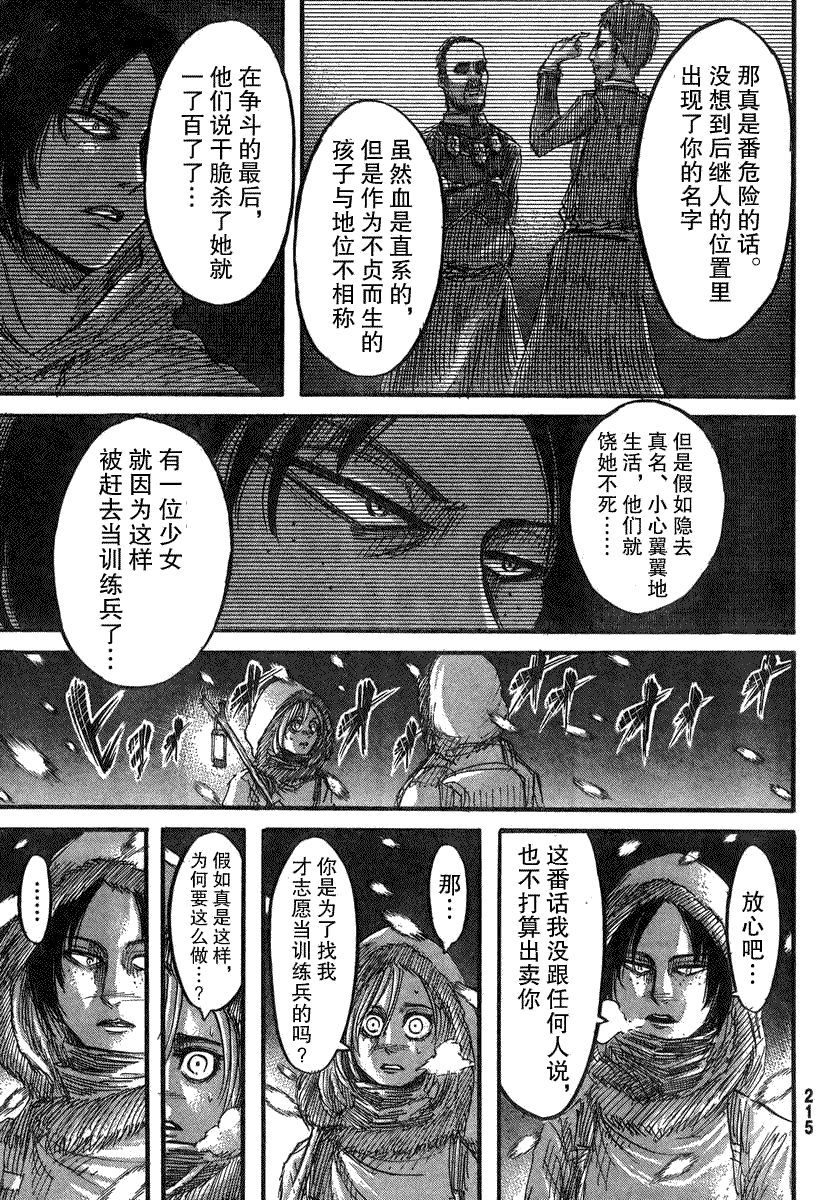 那真是番危险的话。
没想到后继人的位置里
出现了你的名字
虽然血是直系的，
但是作为不贞而生的
孩子与地位不相称
在争斗的最后，
他们说干脆杀了她就
一了百了了…
但是假如隐去
真名、小心翼翼地
生活，他们就
饶她不死……
有一位少女
就因为这样
被赶去当训练兵了…
オオ
オオ
オオ
ビュ
放心吧…
这番话我没跟任何人说，
也不打算出卖你
那…
你是为了找我
才志愿当训练兵的吗？
假如真是这样，
为何要这么做…？
……
215